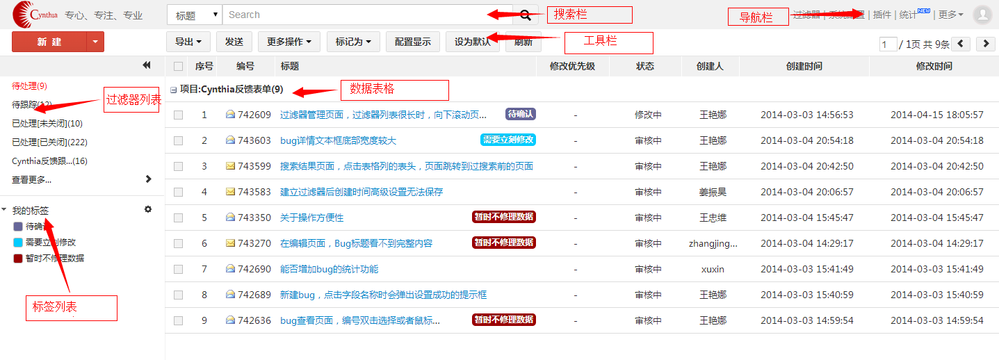 Cynthia 专心、专注、专业 标题 Search 搜索栏 导航栏 过滤器 | 系统配置 | 插件 | 统计 NEW | 更多
新 建 导出 发送 更多操作 标记为 配置显示 设为默认 刷新 工具栏 1 / 1页 共 9条
序号 编号 标题 修改优先级 状态 创建人 创建时间 修改时间
待处理(9)
待跟踪(12)
已处理[未关闭](10)
已处理[已关闭](222)
Cynthia反馈跟...(16)
查看更多...
过滤器列表
我的标签
待确认
需要立刻修改
暂时不修理数据
标签列表
项目:Cynthia反馈表单(9) 数据表格
1 742609 过滤器管理页面，过滤器列表很长时，向下滚动页... 待确认 - 修改中 王艳娜 2014-03-03 14:56:53 2014-04-15 18:05:57
2 743603 bug详情文本框底部宽度较大 需要立刻修改 - 审核中 王艳娜 2014-03-04 20:54:18 2014-03-04 20:54:18
3 743599 搜索结果页面，点击表格列的表头，页面跳转到过搜索前的页面 - 审核中 王艳娜 2014-03-04 20:42:50 2014-03-04 20:42:50
4 743583 建立过滤器后创建时间高级设置无法保存 - 审核中 姜振昊 2014-03-04 20:06:57 2014-03-04 20:06:57
5 743350 关于操作方便性 暂时不修理数据 - 审核中 王忠维 2014-03-04 15:45:47 2014-03-04 15:45:47
6 743270 在编辑页面，Bug标题看不到完整内容 暂时不修理数据 - 审核中 zhangjing... 2014-03-04 14:29:17 2014-03-04 14:29:17
7 742690 能否增加bug的统计功能 - 审核中 xuxin 2014-03-03 15:41:49 2014-03-03 15:41:49
8 742689 新建bug，点击字段名称时会弹出设置成功的提示框 - 审核中 王艳娜 2014-03-03 15:40:59 2014-03-03 15:40:59
9 742636 bug查看页面，编号双击选择或者鼠标... 暂时不修理数据 - 审核中 王艳娜 2014-03-03 14:59:54 2014-03-03 14:59:54